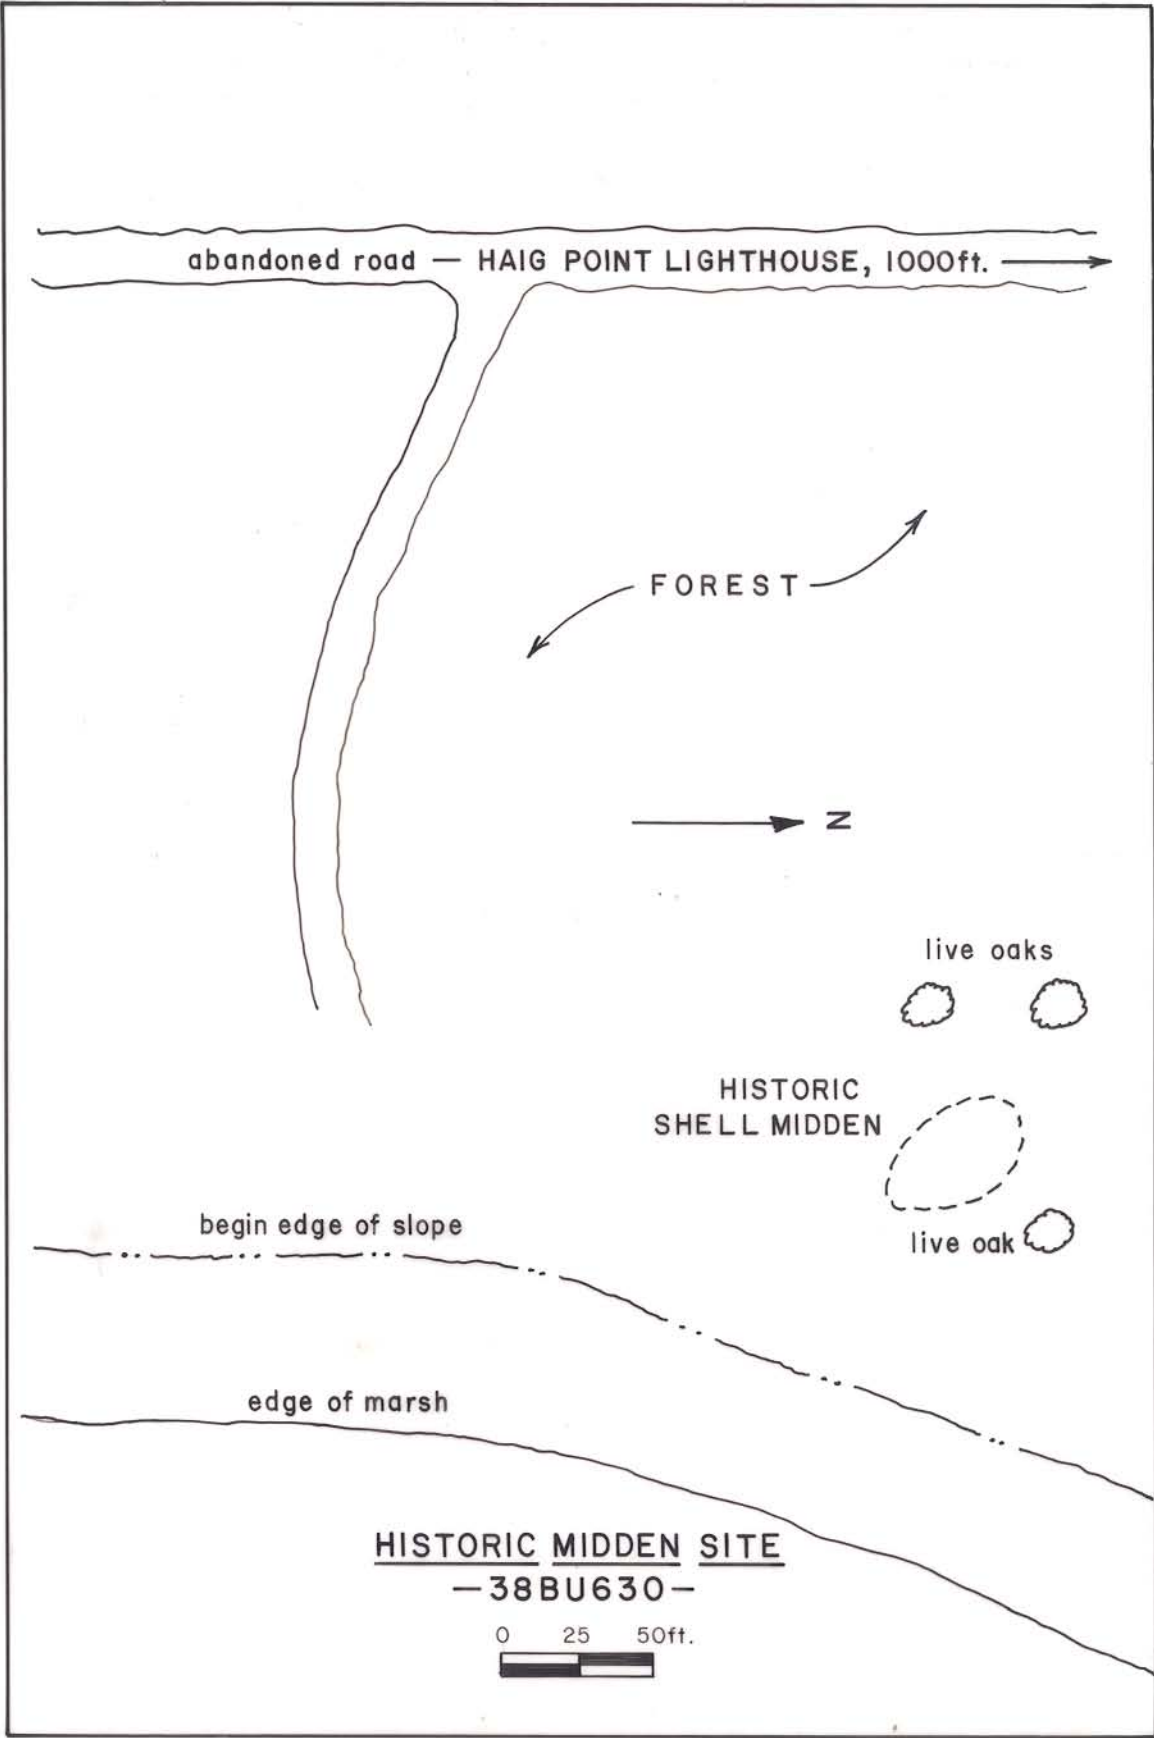 abandoned road — HAIG POINT LIGHTHOUSE, 1000ft.
FOREST
N
live oaks
HISTORIC
SHELL MIDDEN
begin edge of slope
live oak
edge of marsh
HISTORIC MIDDEN SITE
—38BU630—
0 25 50ft.